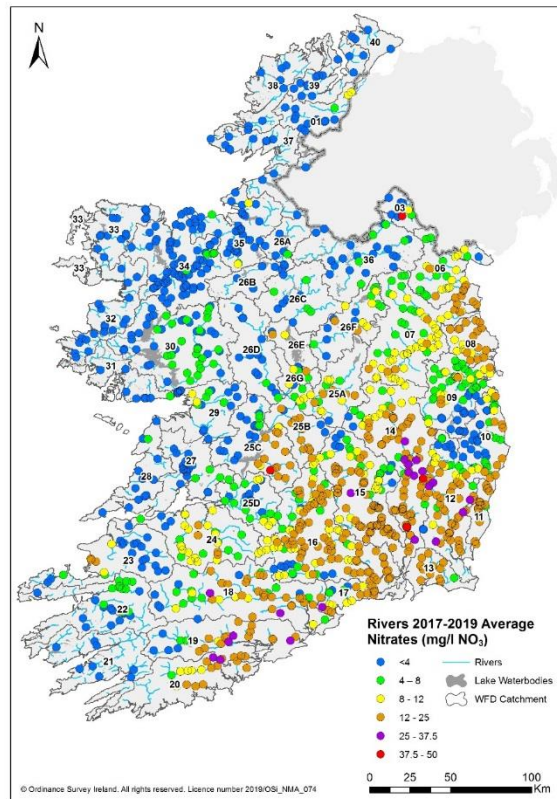 N
40
38
39
01
37
03
33
33
35
26A
36
06
34
33
26B
26C
07
32
26F
08
30
26D
26E
31
26G
09
25A
29
25B
14
10
27
25C
28
15
12
25D
11
24
16
23
13
18
17
22
19
21
20
Rivers 2017-2019 Average
Nitrates (mg/l NO₃)
<4
Rivers
4 – 8
Lake Waterbodies
8 - 12
WFD Catchment
12 - 25
25 - 37.5
37.5 - 50
0 25 50 100
Km
© Ordnance Survey Ireland. All rights reserved. Licence number 2019/OSi_NMA_074